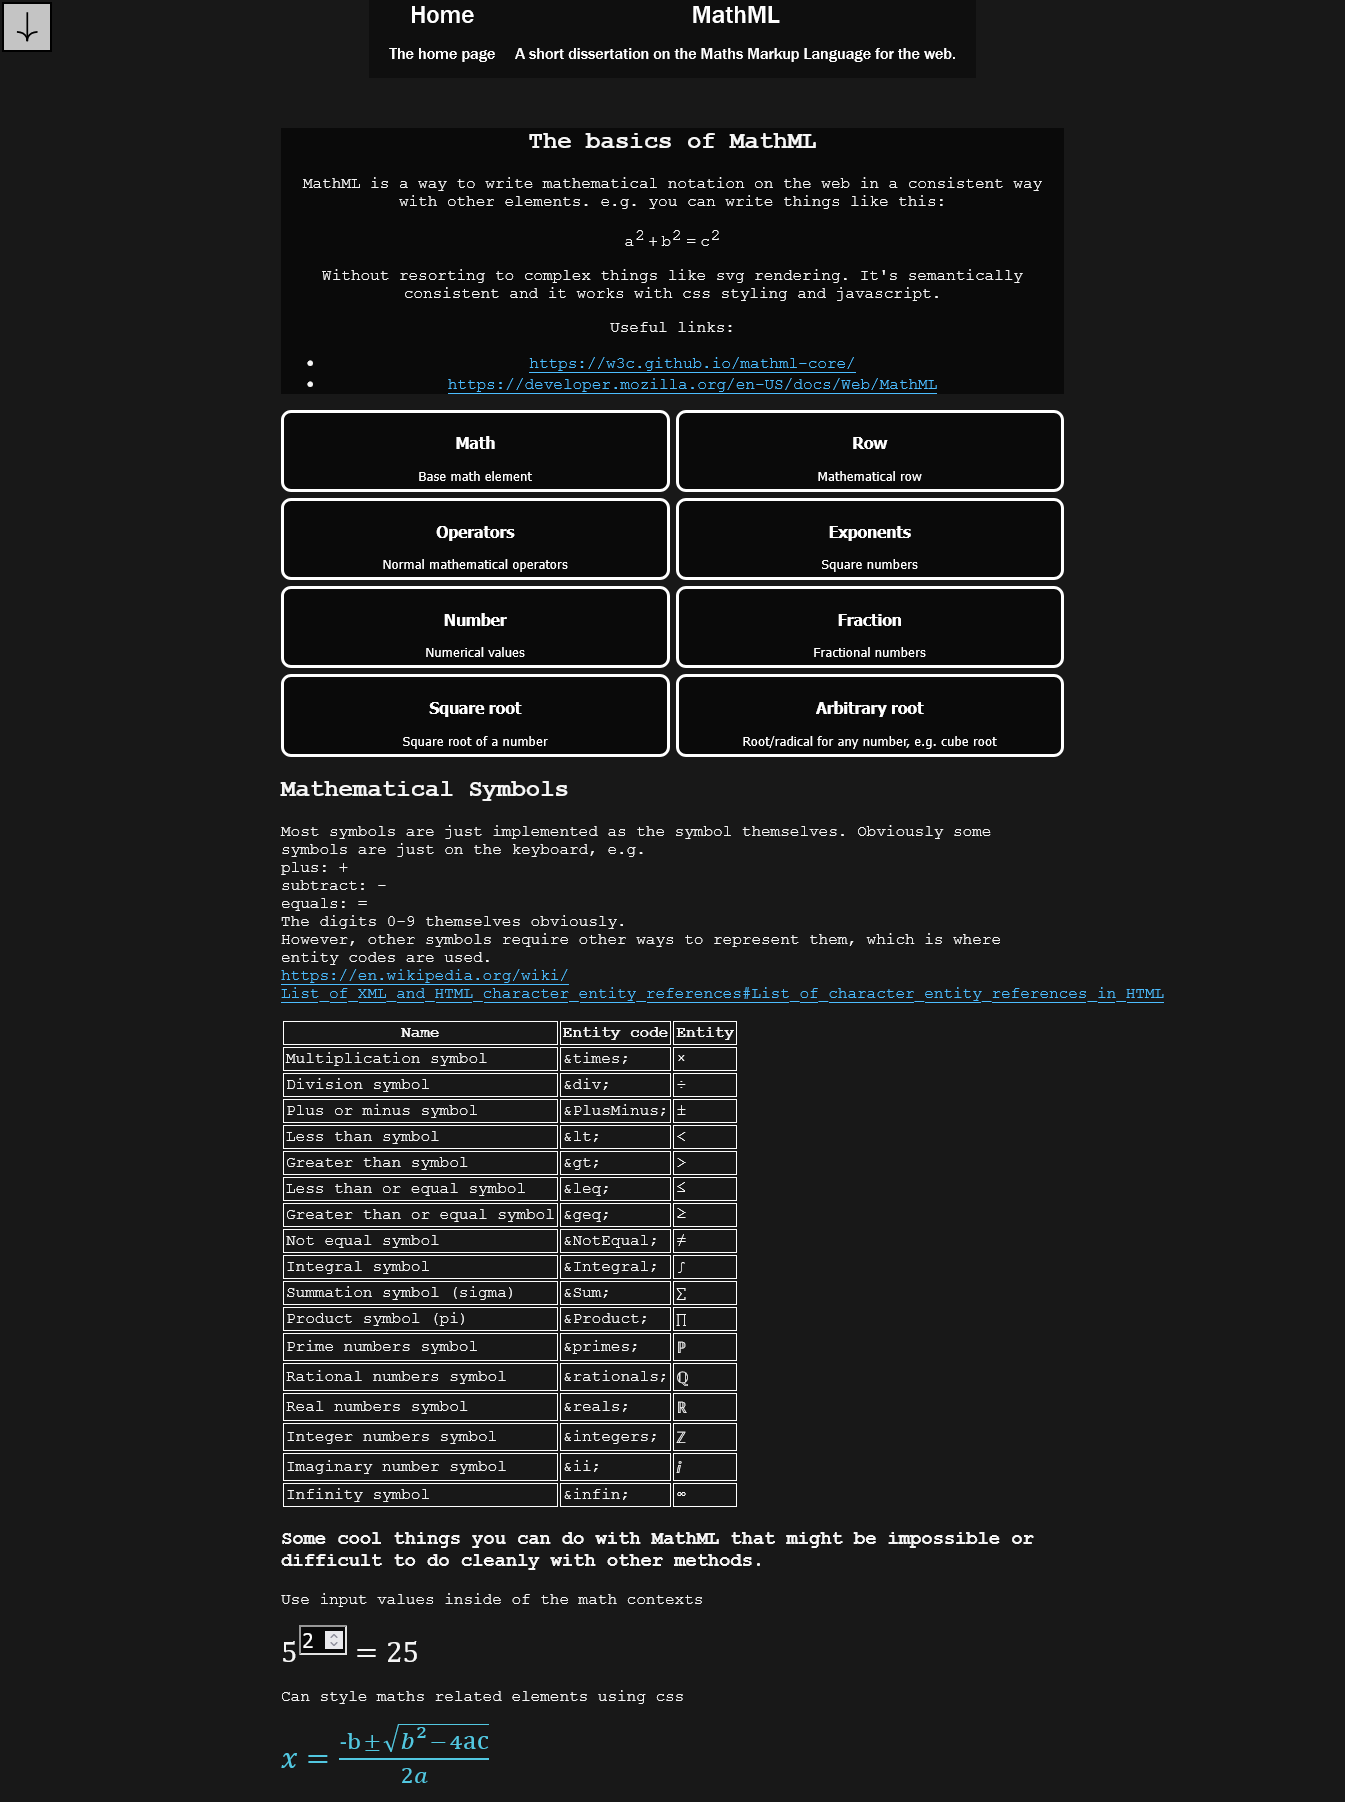 Home
MathML
The home page
A short dissertation on the Maths Markup Language for the web.
The basics of MathML
MathML is a way to write mathematical notation on the web in a consistent way
with other elements. e.g. you can write things like this:
a² + b² = c²
Without resorting to complex things like svg rendering. It's semantically
consistent and it works with css styling and javascript.
Useful links:
• https://w3c.github.io/mathml-core/
• https://developer.mozilla.org/en-US/docs/Web/MathML
Math
Base math element
Row
Mathematical row
Operators
Normal mathematical operators
Exponents
Square numbers
Number
Numerical values
Fraction
Fractional numbers
Square root
Square root of a number
Arbitrary root
Root/radical for any number, e.g. cube root
Mathematical Symbols
Most symbols are just implemented as the symbol themselves. Obviously some
symbols are just on the keyboard, e.g.
plus: +
subtract: -
equals: =
The digits 0-9 themselves obviously.
However, other symbols require other ways to represent them, which is where
entity codes are used.
https://en.wikipedia.org/wiki/
List_of_XML_and_HTML_character_entity_references#List_of_character_entity_references_in_HTML
Name Entity code Entity
Multiplication symbol &times; ×
Division symbol &div; ÷
Plus or minus symbol &PlusMinus; ±
Less than symbol &lt; <
Greater than symbol &gt; >
Less than or equal symbol &leq; ≤
Greater than or equal symbol &geq; ≥
Not equal symbol &NotEqual; ≠
Integral symbol &Integral; ∫
Summation symbol (sigma) &Sum; ∑
Product symbol (pi) &Product; ∏
Prime numbers symbol &primes; ℙ
Rational numbers symbol &rationals; ℚ
Real numbers symbol &reals; ℝ
Integer numbers symbol &integers; ℤ
Imaginary number symbol &ii; ⅈ
Infinity symbol &infin; ∞
Some cool things you can do with MathML that might be impossible or
difficult to do cleanly with other methods.
Use input values inside of the math contexts
5² = 25
Can style maths related elements using css
x = (-b ± √(b² − 4ac)) / 2a